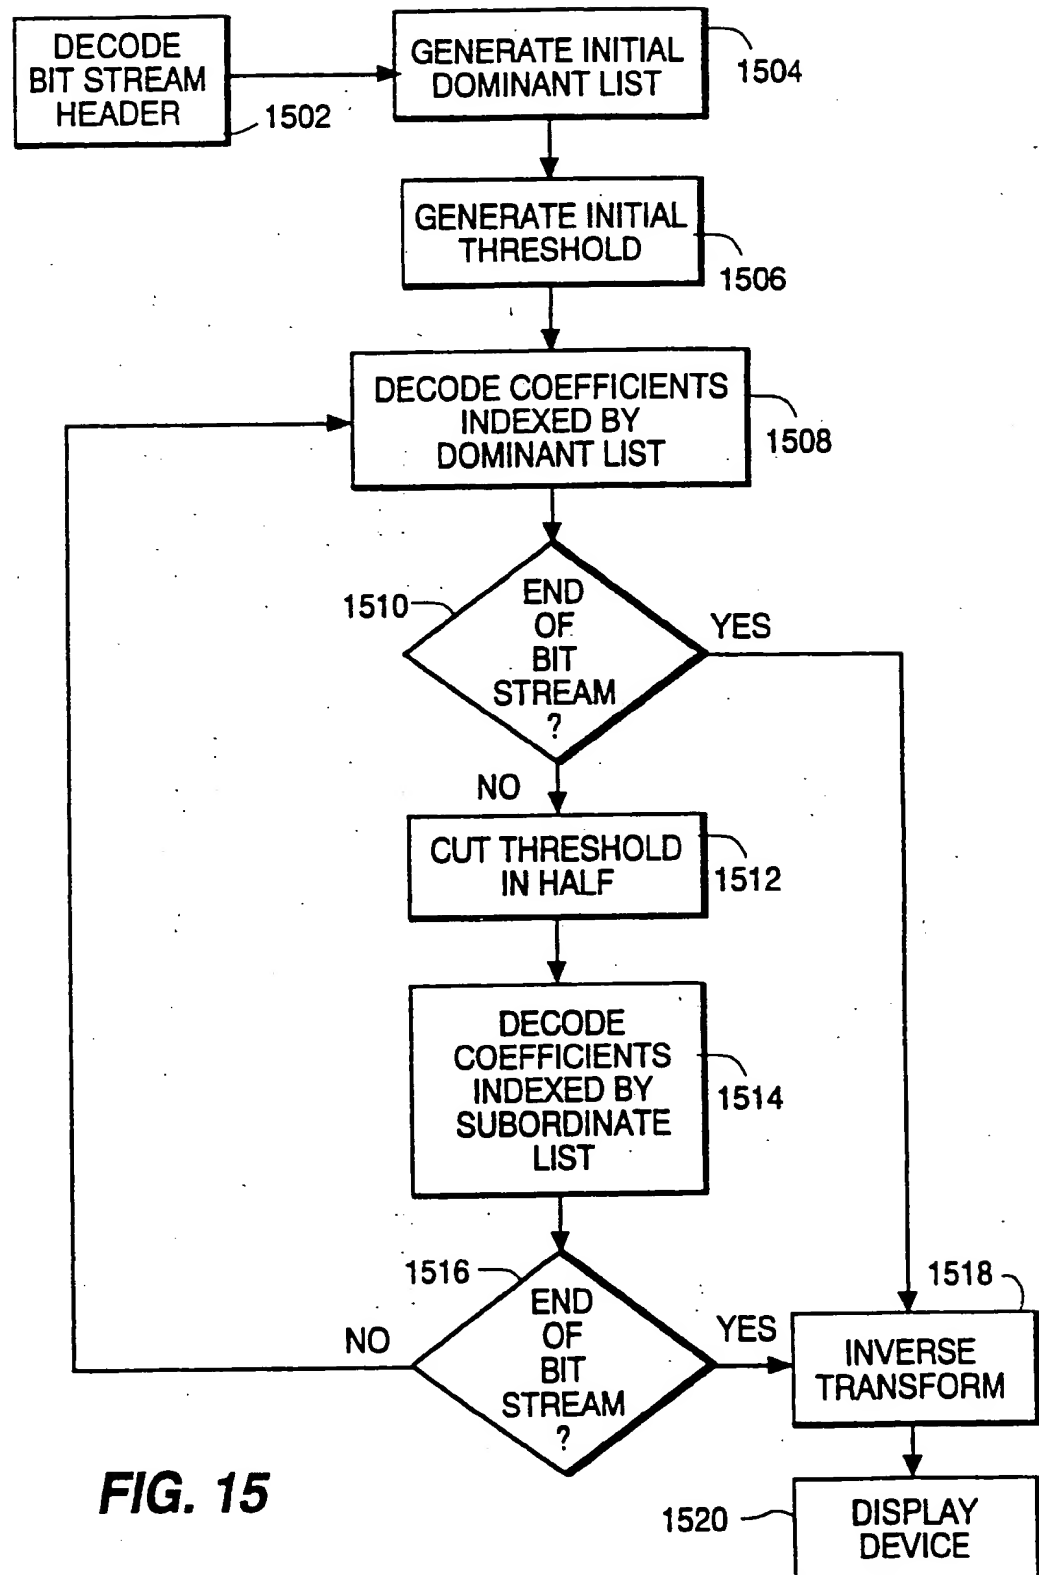 DECODE
BIT STREAM
HEADER
1502
GENERATE INITIAL
DOMINANT LIST
1504
GENERATE INITIAL
THRESHOLD
1506
DECODE COEFFICIENTS
INDEXED BY
DOMINANT LIST
1508
1510
END
OF
BIT
STREAM
?
YES
NO
CUT THRESHOLD
IN HALF
1512
DECODE
COEFFICIENTS
INDEXED BY
SUBORDINATE
LIST
1514
1516
END
OF
BIT
STREAM
?
NO
YES
1518
INVERSE
TRANSFORM
1520
DISPLAY
DEVICE
FIG. 15